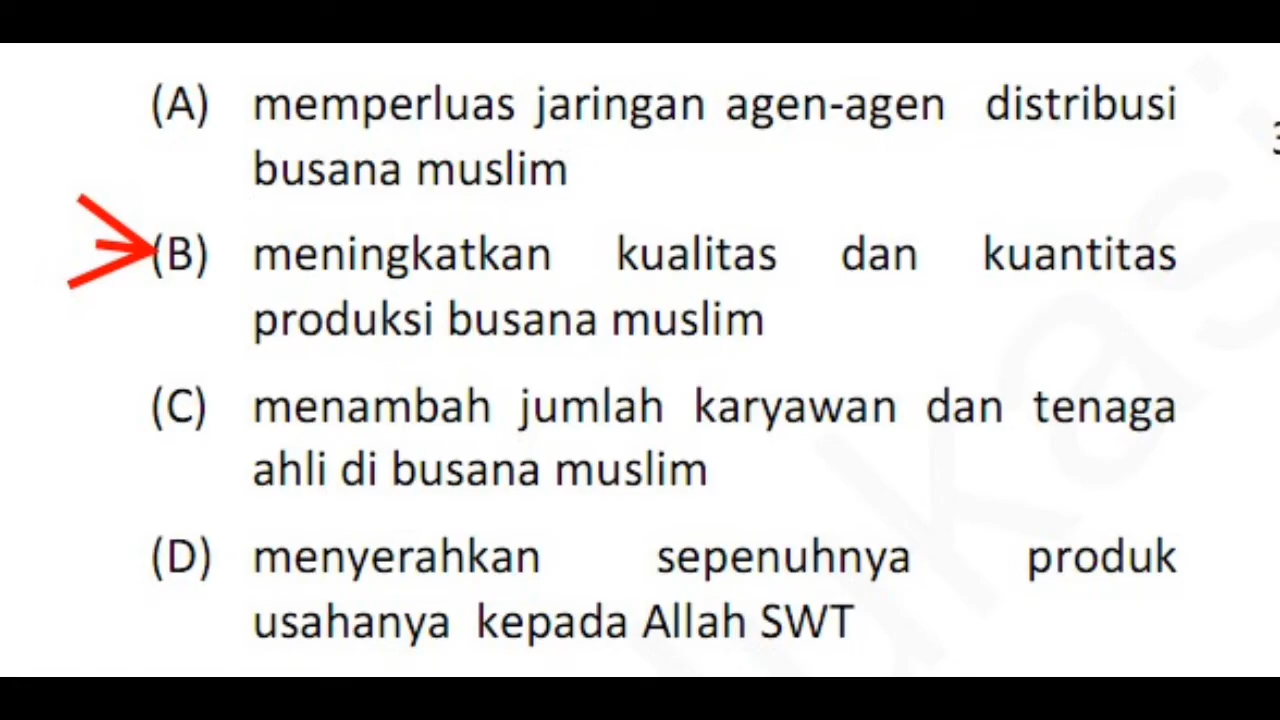 (A) memperluas jaringan agen-agen distribusi
busana muslim
(B) meningkatkan kualitas dan kuantitas
produksi busana muslim
(C) menambah jumlah karyawan dan tenaga
ahli di busana muslim
(D) menyerahkan sepenuhnya produk
usahanya kepada Allah SWT